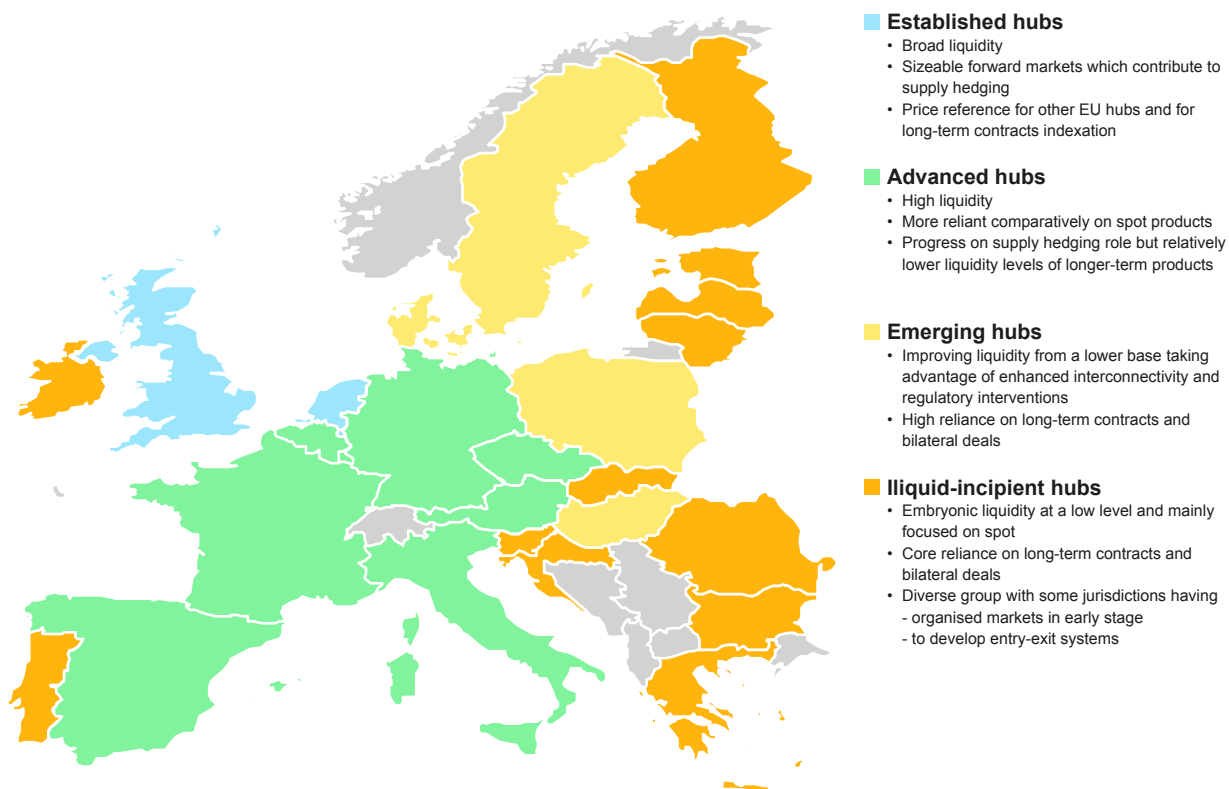 Established hubs
• Broad liquidity
• Sizeable forward markets which contribute to
supply hedging
• Price reference for other EU hubs and for
long-term contracts indexation
Advanced hubs
• High liquidity
• More reliant comparatively on spot products
• Progress on supply hedging role but relatively
lower liquidity levels of longer-term products
Emerging hubs
• Improving liquidity from a lower base taking
advantage of enhanced interconnectivity and
regulatory interventions
• High reliance on long-term contracts and
bilateral deals
Iliquid-incipient hubs
• Embryonic liquidity at a low level and mainly
focused on spot
• Core reliance on long-term contracts and
bilateral deals
• Diverse group with some jurisdictions having
- organised markets in early stage
- to develop entry-exit systems